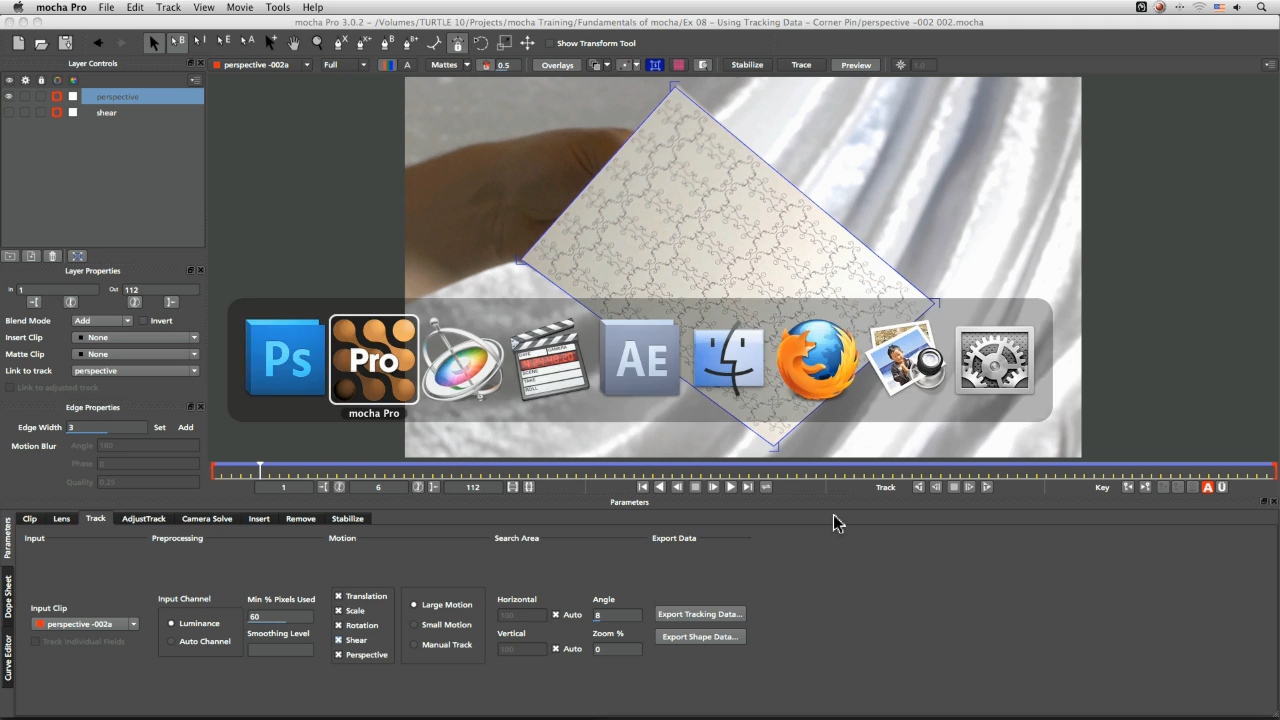 mocha Pro File Edit Track View Movie Tools Help
mocha Pro 3.0.2 - /Volumes/TURTLE 10/Projects/mocha Training/Fundamentals of mocha/Ex 08 - Using Tracking Data - Corner Pin/perspective -002 002.mocha
B I E A X X+ B B+ Show Transform Tool
Layer Controls perspective -002a Full A Mattes 0.5 Overlays Stabilize Trace Preview 1.0
perspective
shear
Layer Properties
In 1 Out 112
Blend Mode Add Invert
Insert Clip None
Matte Clip None
Link to track perspective
Link to adjusted track
Ps Pro AE
mocha Pro
Edge Properties
Edge Width 3 Set Add
Motion Blur Angle 180
Phase 0
Quality 0.25
1 6 112 Track Key A U
Parameters
Parameters
Dope Sheet
Curve Editor
Clip Lens Track AdjustTrack Camera Solve Insert Remove Stabilize
Input Preprocessing Motion Search Area Export Data
Input Clip
perspective -002a
Track Individual Fields
Input Channel
Luminance
Auto Channel
Min % Pixels Used
60
Smoothing Level
Translation
Scale
Rotation
Shear
Perspective
Large Motion
Small Motion
Manual Track
Horizontal Angle
100 Auto 8
Vertical Zoom %
100 Auto 0
Export Tracking Data...
Export Shape Data...